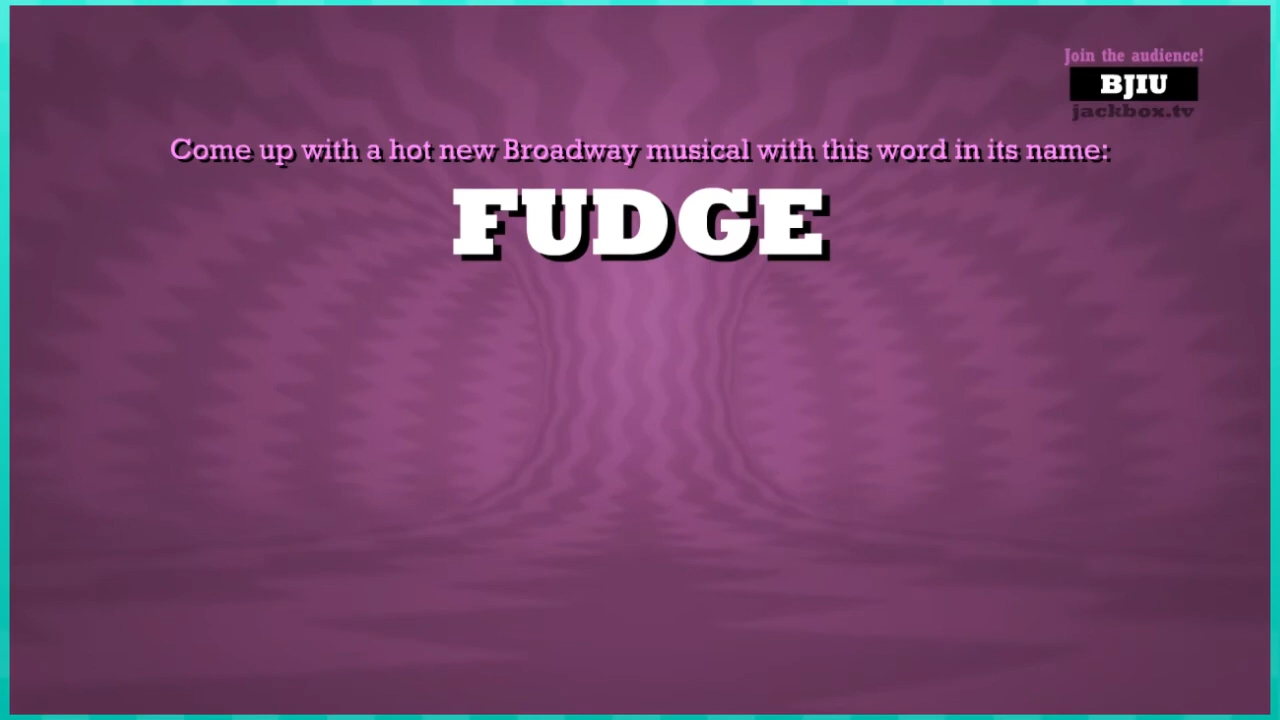 Join the audience!
BJIU
jackbox.tv
Come up with a hot new Broadway musical with this word in its name:
FUDGE